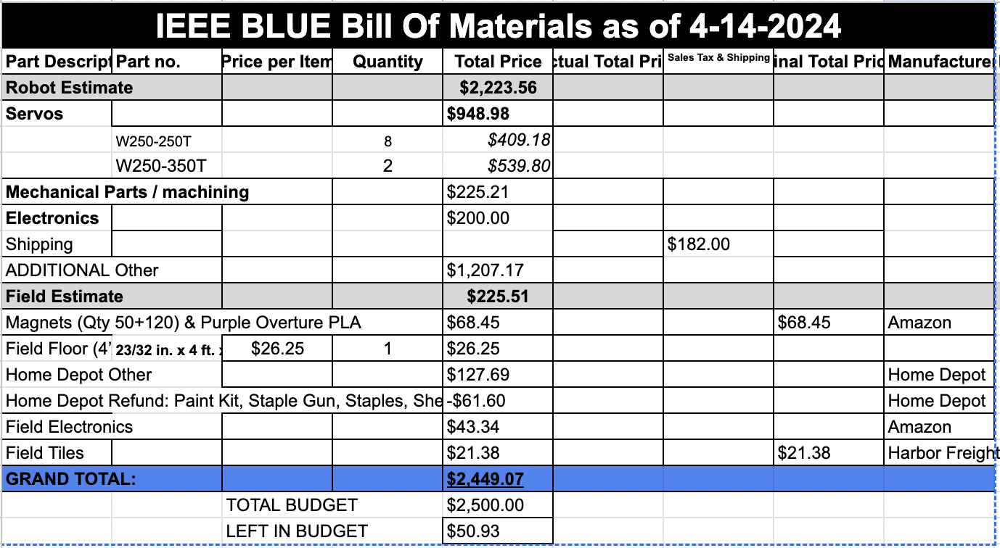 IEEE BLUE Bill Of Materials as of 4-14-2024
Part Descript Part no. Price per Item Quantity Total Price ctual Total Pri Sales Tax & Shipping inal Total Pric Manufacturer
Robot Estimate $2,223.56
Servos $948.98
W250-250T 8 $409.18
W250-350T 2 $539.80
Mechanical Parts / machining $225.21
Electronics $200.00
Shipping $182.00
ADDITIONAL Other $1,207.17
Field Estimate $225.51
Magnets (Qty 50+120) & Purple Overture PLA $68.45 $68.45 Amazon
Field Floor (4' 23/32 in. x 4 ft. x $26.25 1 $26.25
Home Depot Other $127.69 Home Depot
Home Depot Refund: Paint Kit, Staple Gun, Staples, She -$61.60 Home Depot
Field Electronics $43.34 Amazon
Field Tiles $21.38 $21.38 Harbor Freight
GRAND TOTAL: $2,449.07
TOTAL BUDGET $2,500.00
LEFT IN BUDGET $50.93